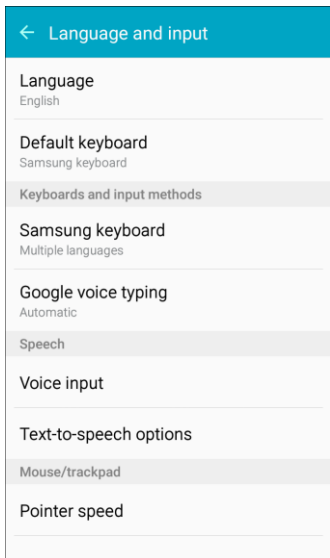 Language and input
Language
English
Default keyboard
Samsung keyboard
Keyboards and input methods
Samsung keyboard
Multiple languages
Google voice typing
Automatic
Speech
Voice input
Text-to-speech options
Mouse/trackpad
Pointer speed